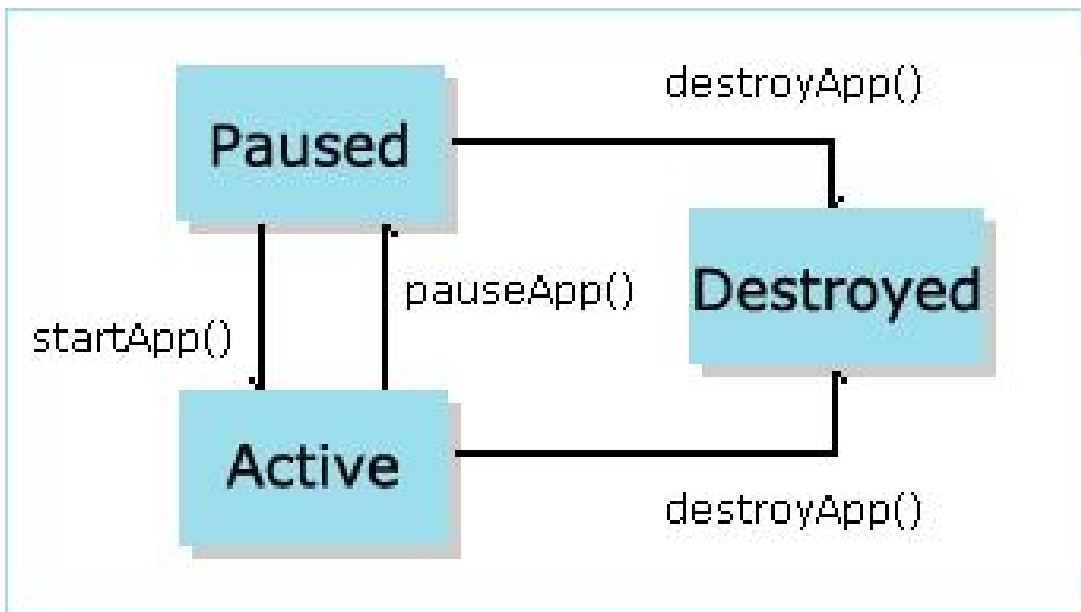 destroyApp()
Paused
Destroyed
pauseApp()
startApp()
Active
destroyApp()